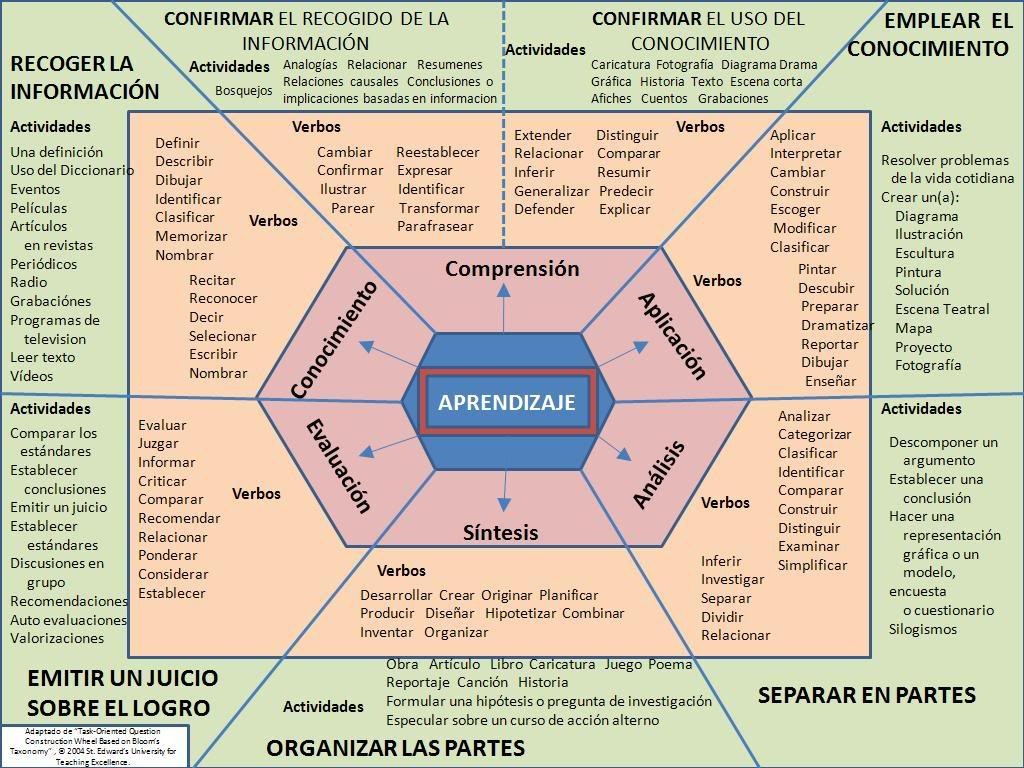 CONFIRMAR EL RECOGIDO DE LA
INFORMACIÓN
Actividades
Bosquejos
Analogías Relacionar Resumenes
Relaciones causales Conclusiones o
implicaciones basadas en informacion
CONFIRMAR EL USO DEL
CONOCIMIENTO
Actividades
Caricatura Fotografía Diagrama Drama
Gráfica Historia Texto Escena corta
Afiches Cuentos Grabaciones
EMPLEAR EL
CONOCIMIENTO
RECOGER LA
INFORMACIÓN
Actividades
Una definición
Uso del Diccionario
Eventos
Películas
Artículos
en revistas
Periódicos
Radio
Grabaciónes
Programas de
television
Leer texto
Vídeos
Definir
Describir
Dibujar
Identificar
Clasificar
Memorizar
Nombrar
Verbos
Recitar
Reconocer
Decir
Selecionar
Escribir
Nombrar
Verbos
Cambiar Reestablecer
Confirmar Expresar
Ilustrar Identificar
Parear Transformar
Parafrasear
Verbos
Extender Distinguir
Relacionar Comparar
Inferir Resumir
Generalizar Predecir
Defender Explicar
Aplicar
Interpretar
Cambiar
Construir
Escoger
Modificar
Clasificar
Verbos
Pintar
Descubir
Preparar
Dramatizar
Reportar
Dibujar
Enseñar
Actividades
Resolver problemas
de la vida cotidiana
Crear un(a):
Diagrama
Ilustración
Escultura
Pintura
Solución
Escena Teatral
Mapa
Proyecto
Fotografía
Comprensión
Conocimiento
Aplicación
APRENDIZAJE
Evaluación
Análisis
Síntesis
Actividades
Comparar los
estándares
Establecer
conclusiones
Emitir un juicio
Establecer
estándares
Discusiones en
grupo
Recomendaciones
Auto evaluaciones
Valorizaciones
Evaluar
Juzgar
Informar
Criticar
Comparar
Recomendar
Relacionar
Ponderar
Considerar
Establecer
Verbos
Verbos
Desarrollar Crear Originar Planificar
Producir Diseñar Hipotetizar Combinar
Inventar Organizar
Analizar
Categorizar
Clasificar
Identificar
Comparar
Construir
Distinguir
Examinar
Simplificar
Verbos
Inferir
Investigar
Separar
Dividir
Relacionar
Actividades
Descomponer un
argumento
Establecer una
conclusión
Hacer una
representación
gráfica o un
modelo,
encuesta
o cuestionario
Silogismos
EMITIR UN JUICIO
SOBRE EL LOGRO
Actividades
Obra Artículo Libro Caricatura Juego Poema
Reportaje Canción Historia
Formular una hipótesis o pregunta de investigación
Especular sobre un curso de acción alterno
ORGANIZAR LAS PARTES
SEPARAR EN PARTES
Adaptado de "Task-Oriented Question
Construction Wheel Based on Bloom's
Taxonomy" , © 2004 St. Edward's University for
Teaching Excellence.